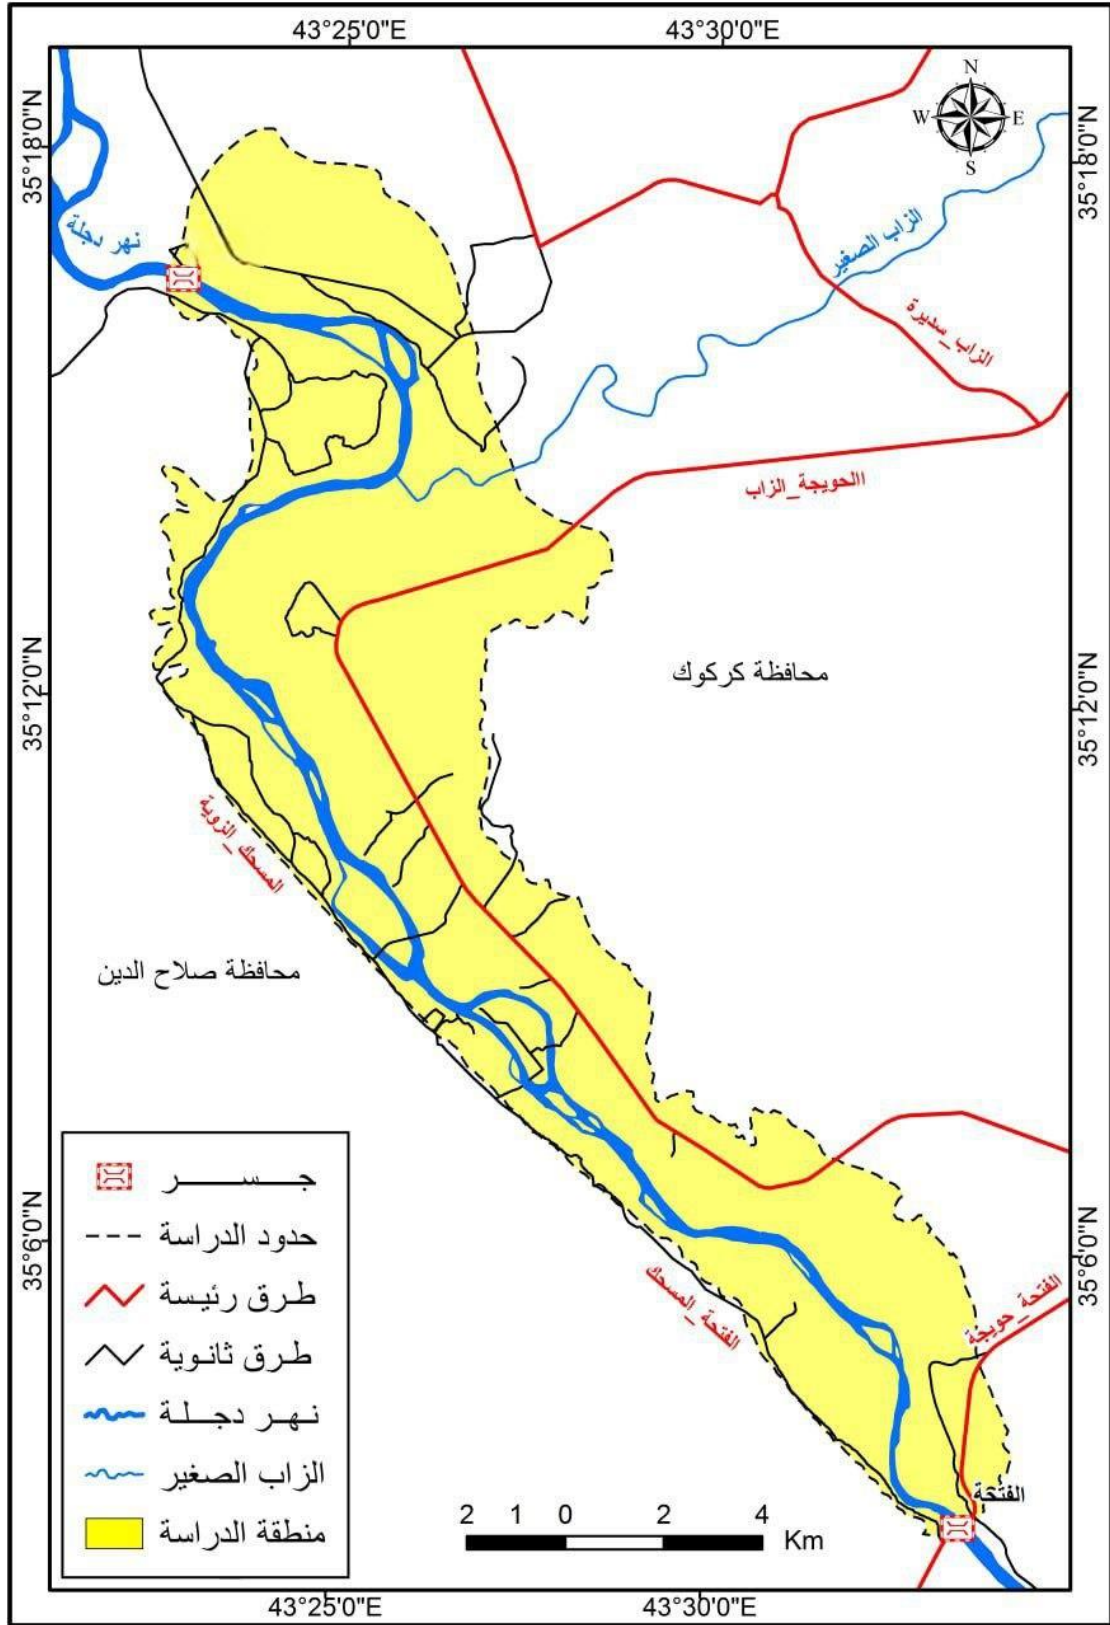 43°25'0"E
43°30'0"E
35°18'0"N
35°18'0"N
N
W
E
S
نهر دجلة
الزاب الصغير
الزاب_سديرة
االحويجة_الزاب
محافظة كركوك
35°12'0"N
35°12'0"N
المسحك_الزوية
محافظة صلاح الدين
35°6'0"N
35°6'0"N
الفتحة_المسحك
الفتحة_حويجة
الفتحة
جــســـــر
حدود الدراسة
طرق رئيسة
طرق ثانوية
نهر دجـلـة
الزاب الصغير
منطقة الدراسة
2 1 0 2 4
Km
43°25'0"E
43°30'0"E